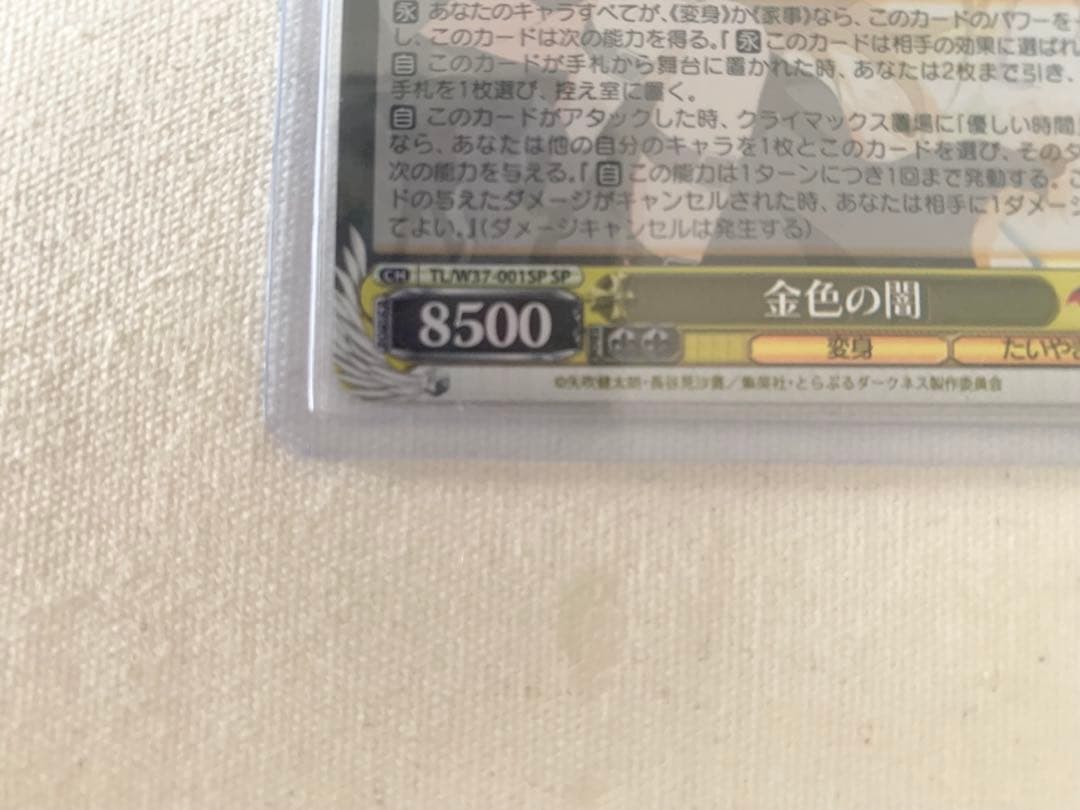 永 あなたのキャラすべてが、《変身》か《家事》なら、このカードのパワーを
し、このカードは次の能力を得る。『永 このカードは相手の効果に選ばれ
自 このカードが手札から舞台に置かれた時、あなたは2枚まで引き、
手札を1枚選び、控え室に置く。
自 このカードがアタックした時、クライマックス置場に「優しい時間」
なら、あなたは他の自分のキャラを1枚とこのカードを選び、そのタ
次の能力を与える。『自 この能力は1ターンにつき1回まで発動する。こ
ドの与えたダメージがキャンセルされた時、あなたは相手に1ダメージ
てよい。』(ダメージキャンセルは発生する)
CH TL/W37-001SP SP
8500
金色の闇
変身 たいやき
©矢吹健太朗・長谷見沙貴/集英社・とらぶるダークネス製作委員会